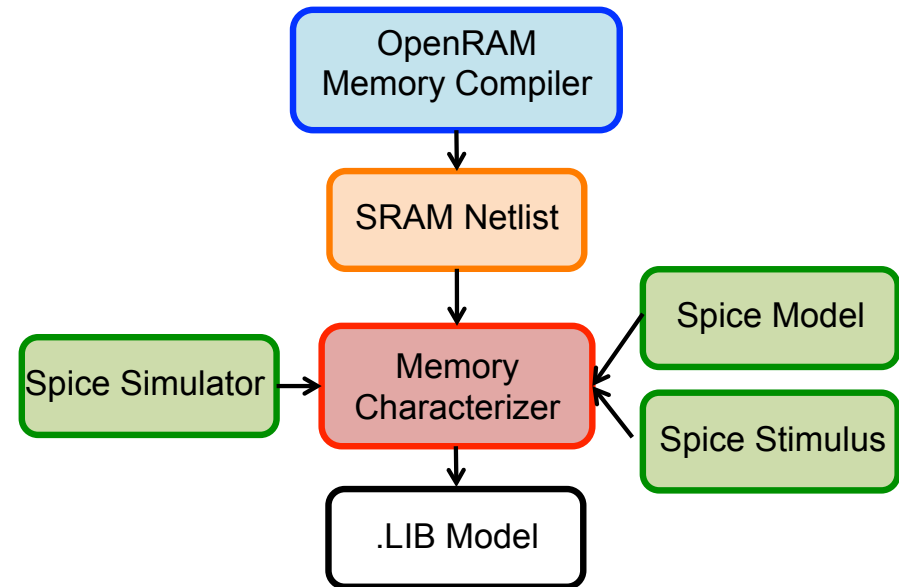 OpenRAM
Memory Compiler
SRAM Netlist
Spice Model
Spice Simulator
Memory
Characterizer
Spice Stimulus
.LIB Model